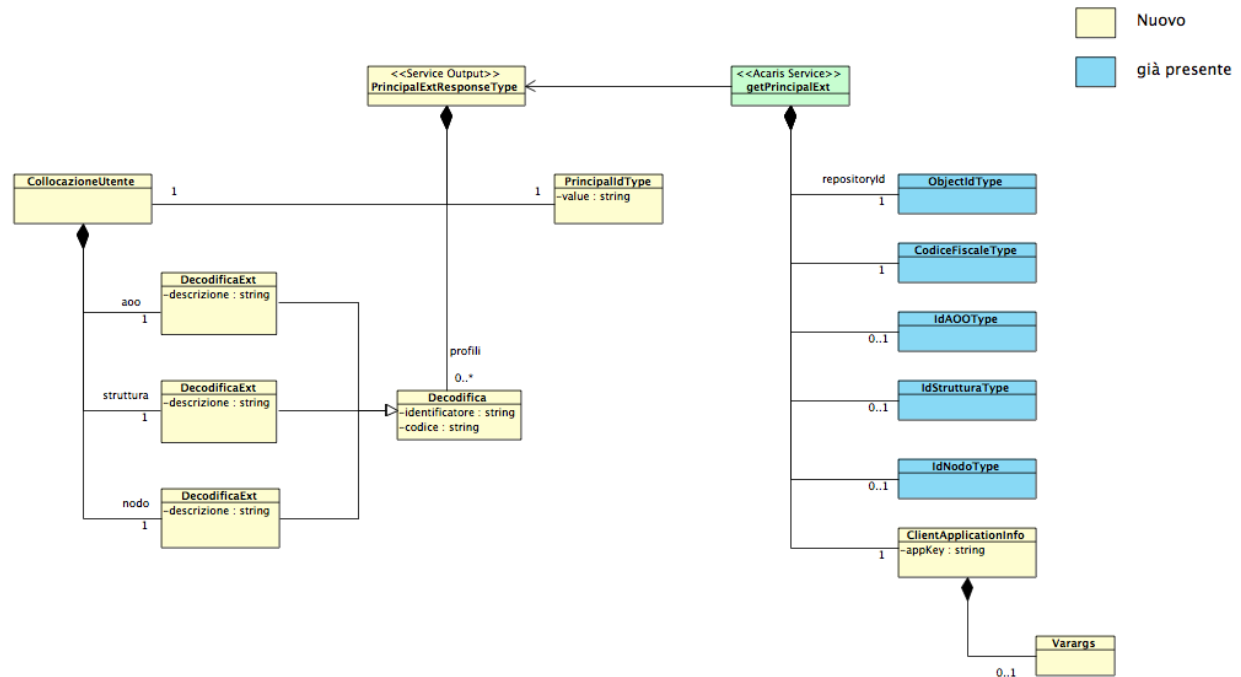 Nuovo
già presente
<<Service Output>>
PrincipalExtResponseType
<<Acaris Service>>
getPrincipalExt
CollocazioneUtente
1
1
PrincipalIdType
-value : string
repositoryId
1
ObjectIdType
1
CodiceFiscaleType
DecodificaExt
-descrizione : string
aoo
1
0..1
IdAOOType
profili
0..*
DecodificaExt
-descrizione : string
struttura
1
Decodifica
-identificatore : string
-codice : string
0..1
IdStrutturaType
0..1
IdNodoType
DecodificaExt
-descrizione : string
nodo
1
1
ClientApplicationInfo
-appKey : string
Varargs
0..1